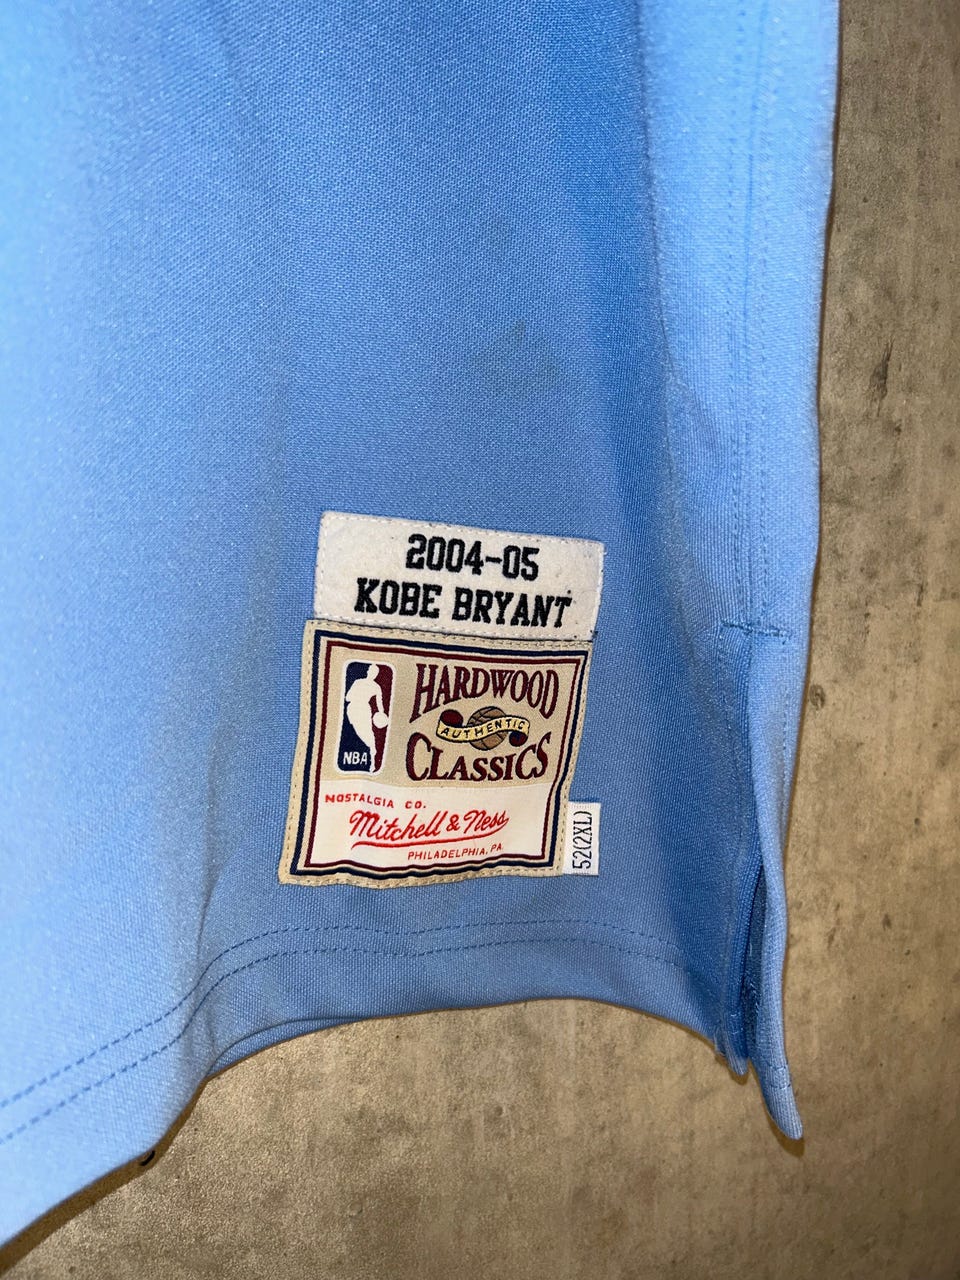 2004-05
KOBE BRYANT
HARDWOOD
AUTHENTIC
CLASSICS
NBA
NOSTALGIA CO.
Mitchell & Ness
PHILADELPHIA, PA.
52(2XL)